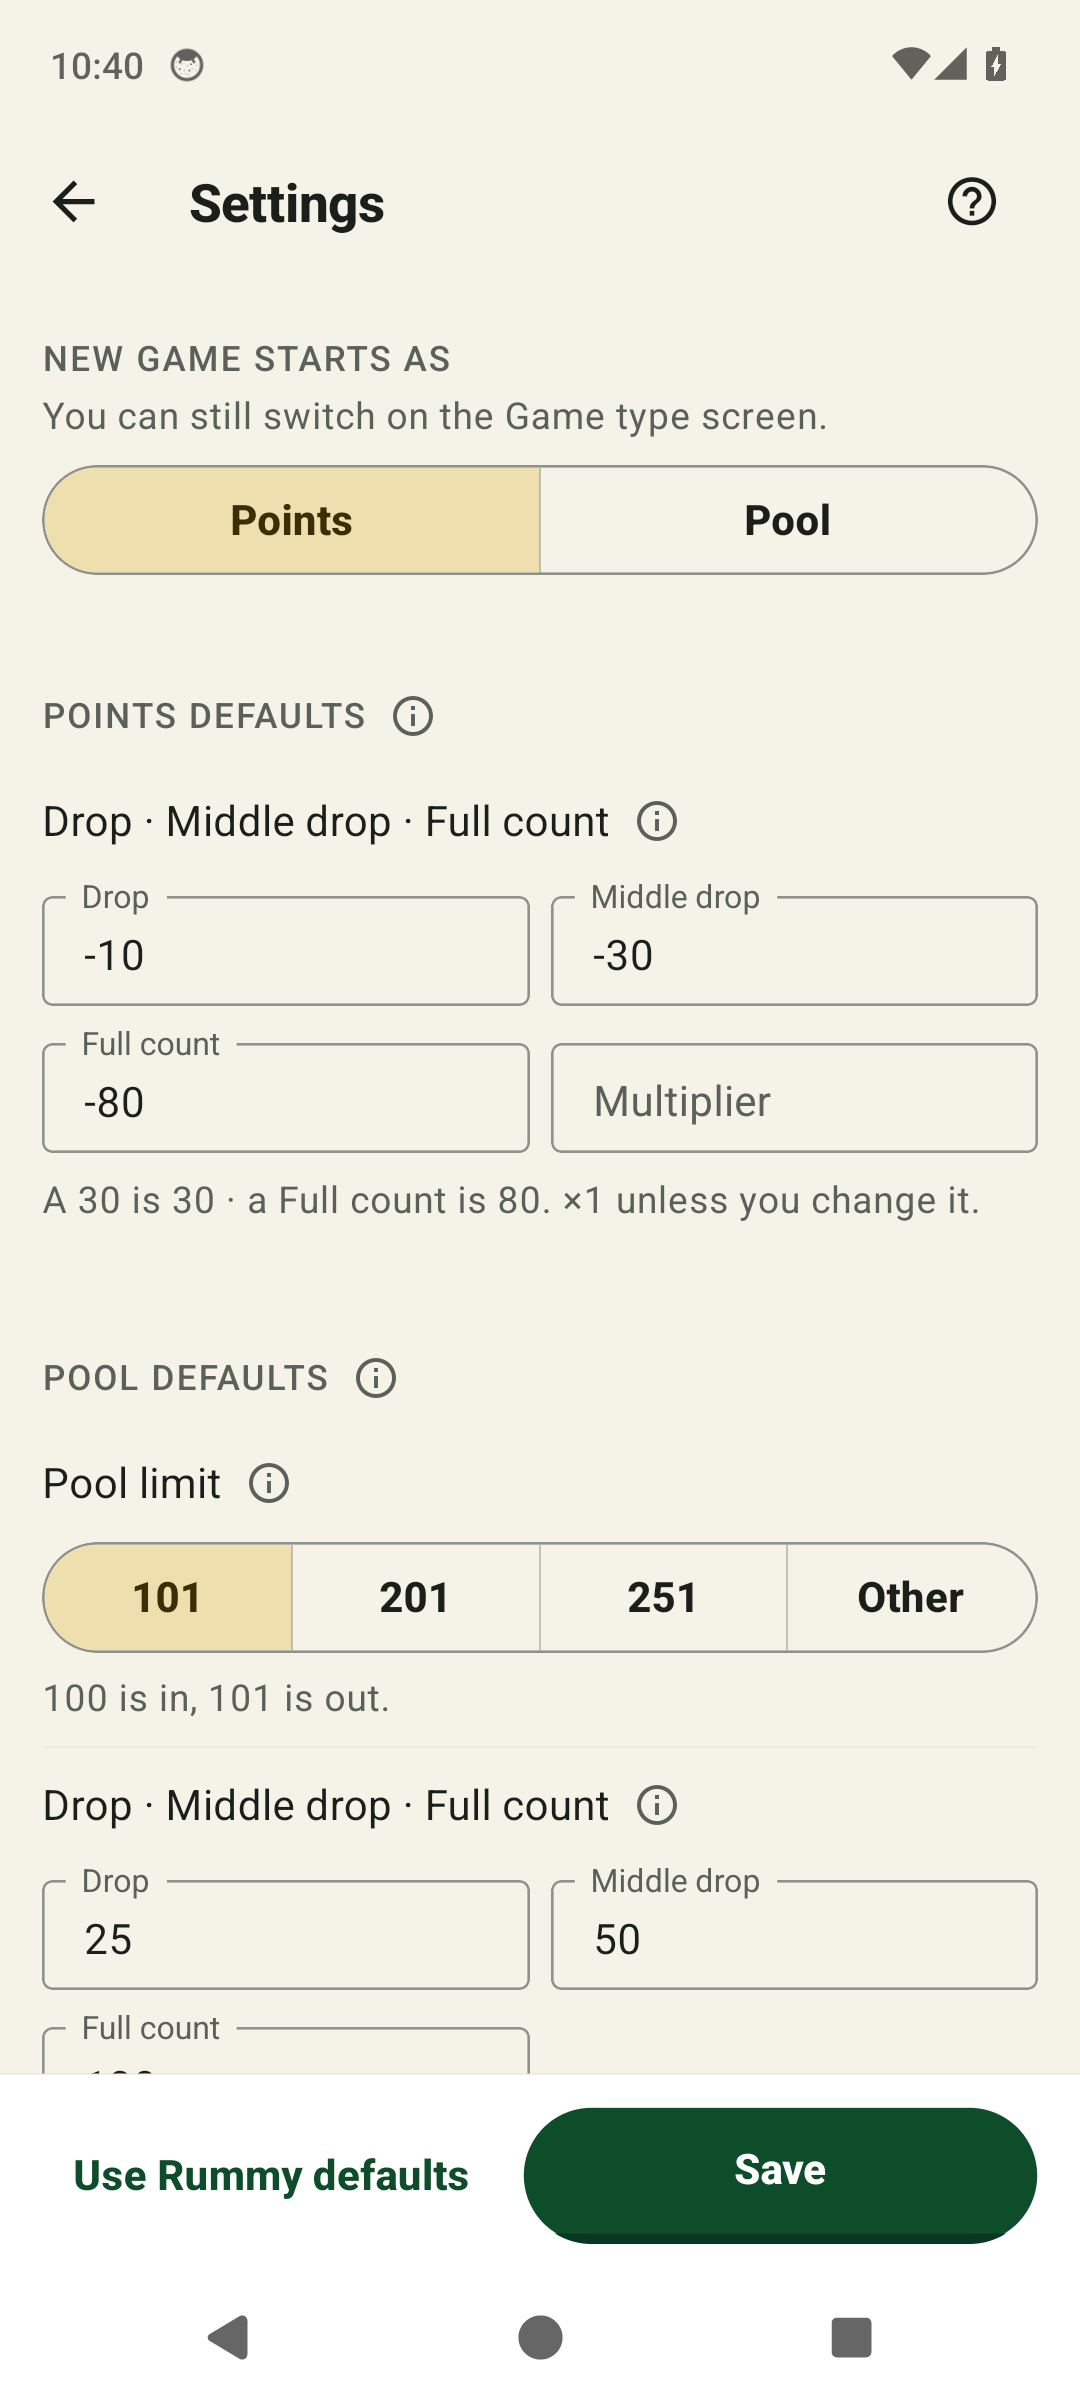 10:40
Settings
NEW GAME STARTS AS
You can still switch on the Game type screen.
Points
Pool
POINTS DEFAULTS
Drop · Middle drop · Full count
Drop
Middle drop
-10
-30
Full count
-80
Multiplier
A 30 is 30 · a Full count is 80. ×1 unless you change it.
POOL DEFAULTS
Pool limit
101
201
251
Other
100 is in, 101 is out.
Drop · Middle drop · Full count
Drop
Middle drop
25
50
Full count
Use Rummy defaults
Save